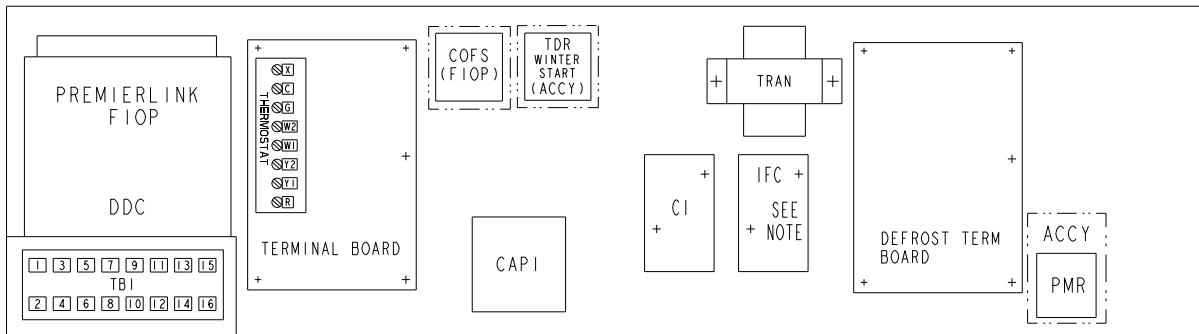 PREMIERLINK
FIOP
DDC
1 3 5 7 9 11 13 15
TB1
2 4 6 8 10 12 14 16
THERMOSTAT
X
C
G
W2
W1
Y2
Y1
R
TERMINAL BOARD
COFS
(FIOP)
TDR
WINTER
START
(ACCY)
CAP1
TRAN
C1
IFC
SEE
NOTE
DEFROST TERM
BOARD
ACCY
PMR